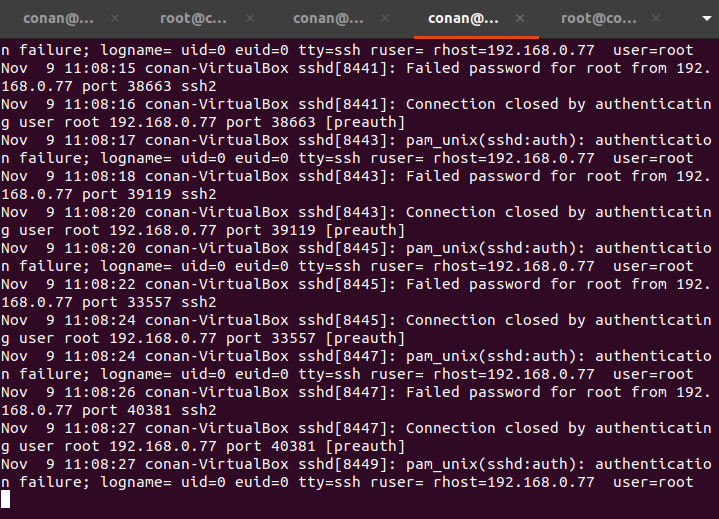 conan@...
root@c...
conan@...
conan@...
root@co...
n failure; logname= uid=0 euid=0 tty=ssh ruser= rhost=192.168.0.77  user=root
Nov  9 11:08:15 conan-VirtualBox sshd[8441]: Failed password for root from 192.
168.0.77 port 38663 ssh2
Nov  9 11:08:16 conan-VirtualBox sshd[8441]: Connection closed by authenticatin
g user root 192.168.0.77 port 38663 [preauth]
Nov  9 11:08:17 conan-VirtualBox sshd[8443]: pam_unix(sshd:auth): authenticatio
n failure; logname= uid=0 euid=0 tty=ssh ruser= rhost=192.168.0.77  user=root
Nov  9 11:08:18 conan-VirtualBox sshd[8443]: Failed password for root from 192.
168.0.77 port 39119 ssh2
Nov  9 11:08:20 conan-VirtualBox sshd[8443]: Connection closed by authenticatin
g user root 192.168.0.77 port 39119 [preauth]
Nov  9 11:08:20 conan-VirtualBox sshd[8445]: pam_unix(sshd:auth): authenticatio
n failure; logname= uid=0 euid=0 tty=ssh ruser= rhost=192.168.0.77  user=root
Nov  9 11:08:22 conan-VirtualBox sshd[8445]: Failed password for root from 192.
168.0.77 port 33557 ssh2
Nov  9 11:08:24 conan-VirtualBox sshd[8445]: Connection closed by authenticatin
g user root 192.168.0.77 port 33557 [preauth]
Nov  9 11:08:24 conan-VirtualBox sshd[8447]: pam_unix(sshd:auth): authenticatio
n failure; logname= uid=0 euid=0 tty=ssh ruser= rhost=192.168.0.77  user=root
Nov  9 11:08:26 conan-VirtualBox sshd[8447]: Failed password for root from 192.
168.0.77 port 40381 ssh2
Nov  9 11:08:27 conan-VirtualBox sshd[8447]: Connection closed by authenticatin
g user root 192.168.0.77 port 40381 [preauth]
Nov  9 11:08:27 conan-VirtualBox sshd[8449]: pam_unix(sshd:auth): authenticatio
n failure; logname= uid=0 euid=0 tty=ssh ruser= rhost=192.168.0.77  user=root